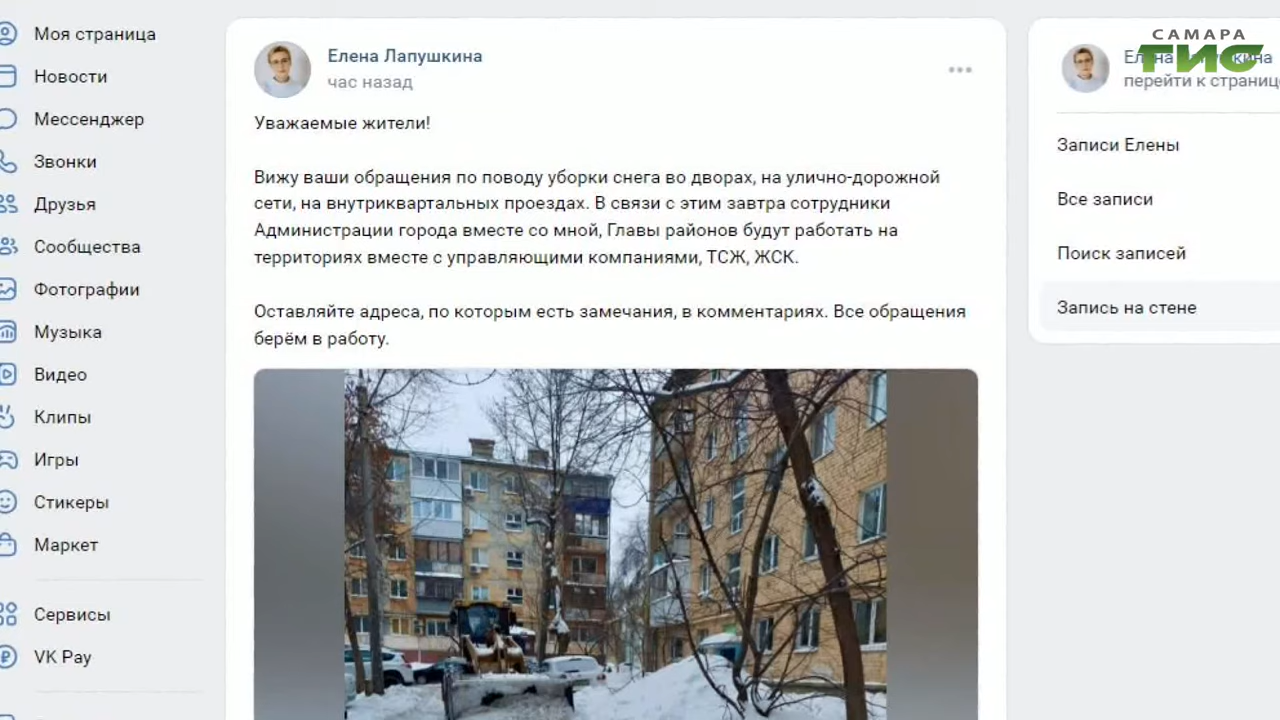 Моя страница
Новости
Мессенджер
Звонки
Друзья
Сообщества
Фотографии
Музыка
Видео
Клипы
Игры
Стикеры
Маркет
Сервисы
VK Pay
Елена Лапушкина
час назад
Уважаемые жители!
Вижу ваши обращения по поводу уборки снега во дворах, на улично-дорожной
сети, на внутриквартальных проездах. В связи с этим завтра сотрудники
Администрации города вместе со мной, Главы районов будут работать на
территориях вместе с управляющими компаниями, ТСЖ, ЖСК.
Оставляйте адреса, по которым есть замечания, в комментариях. Все обращения
берём в работу.
САМАРА
ГИС
перейти к странице
Записи Елены
Все записи
Поиск записей
Запись на стене